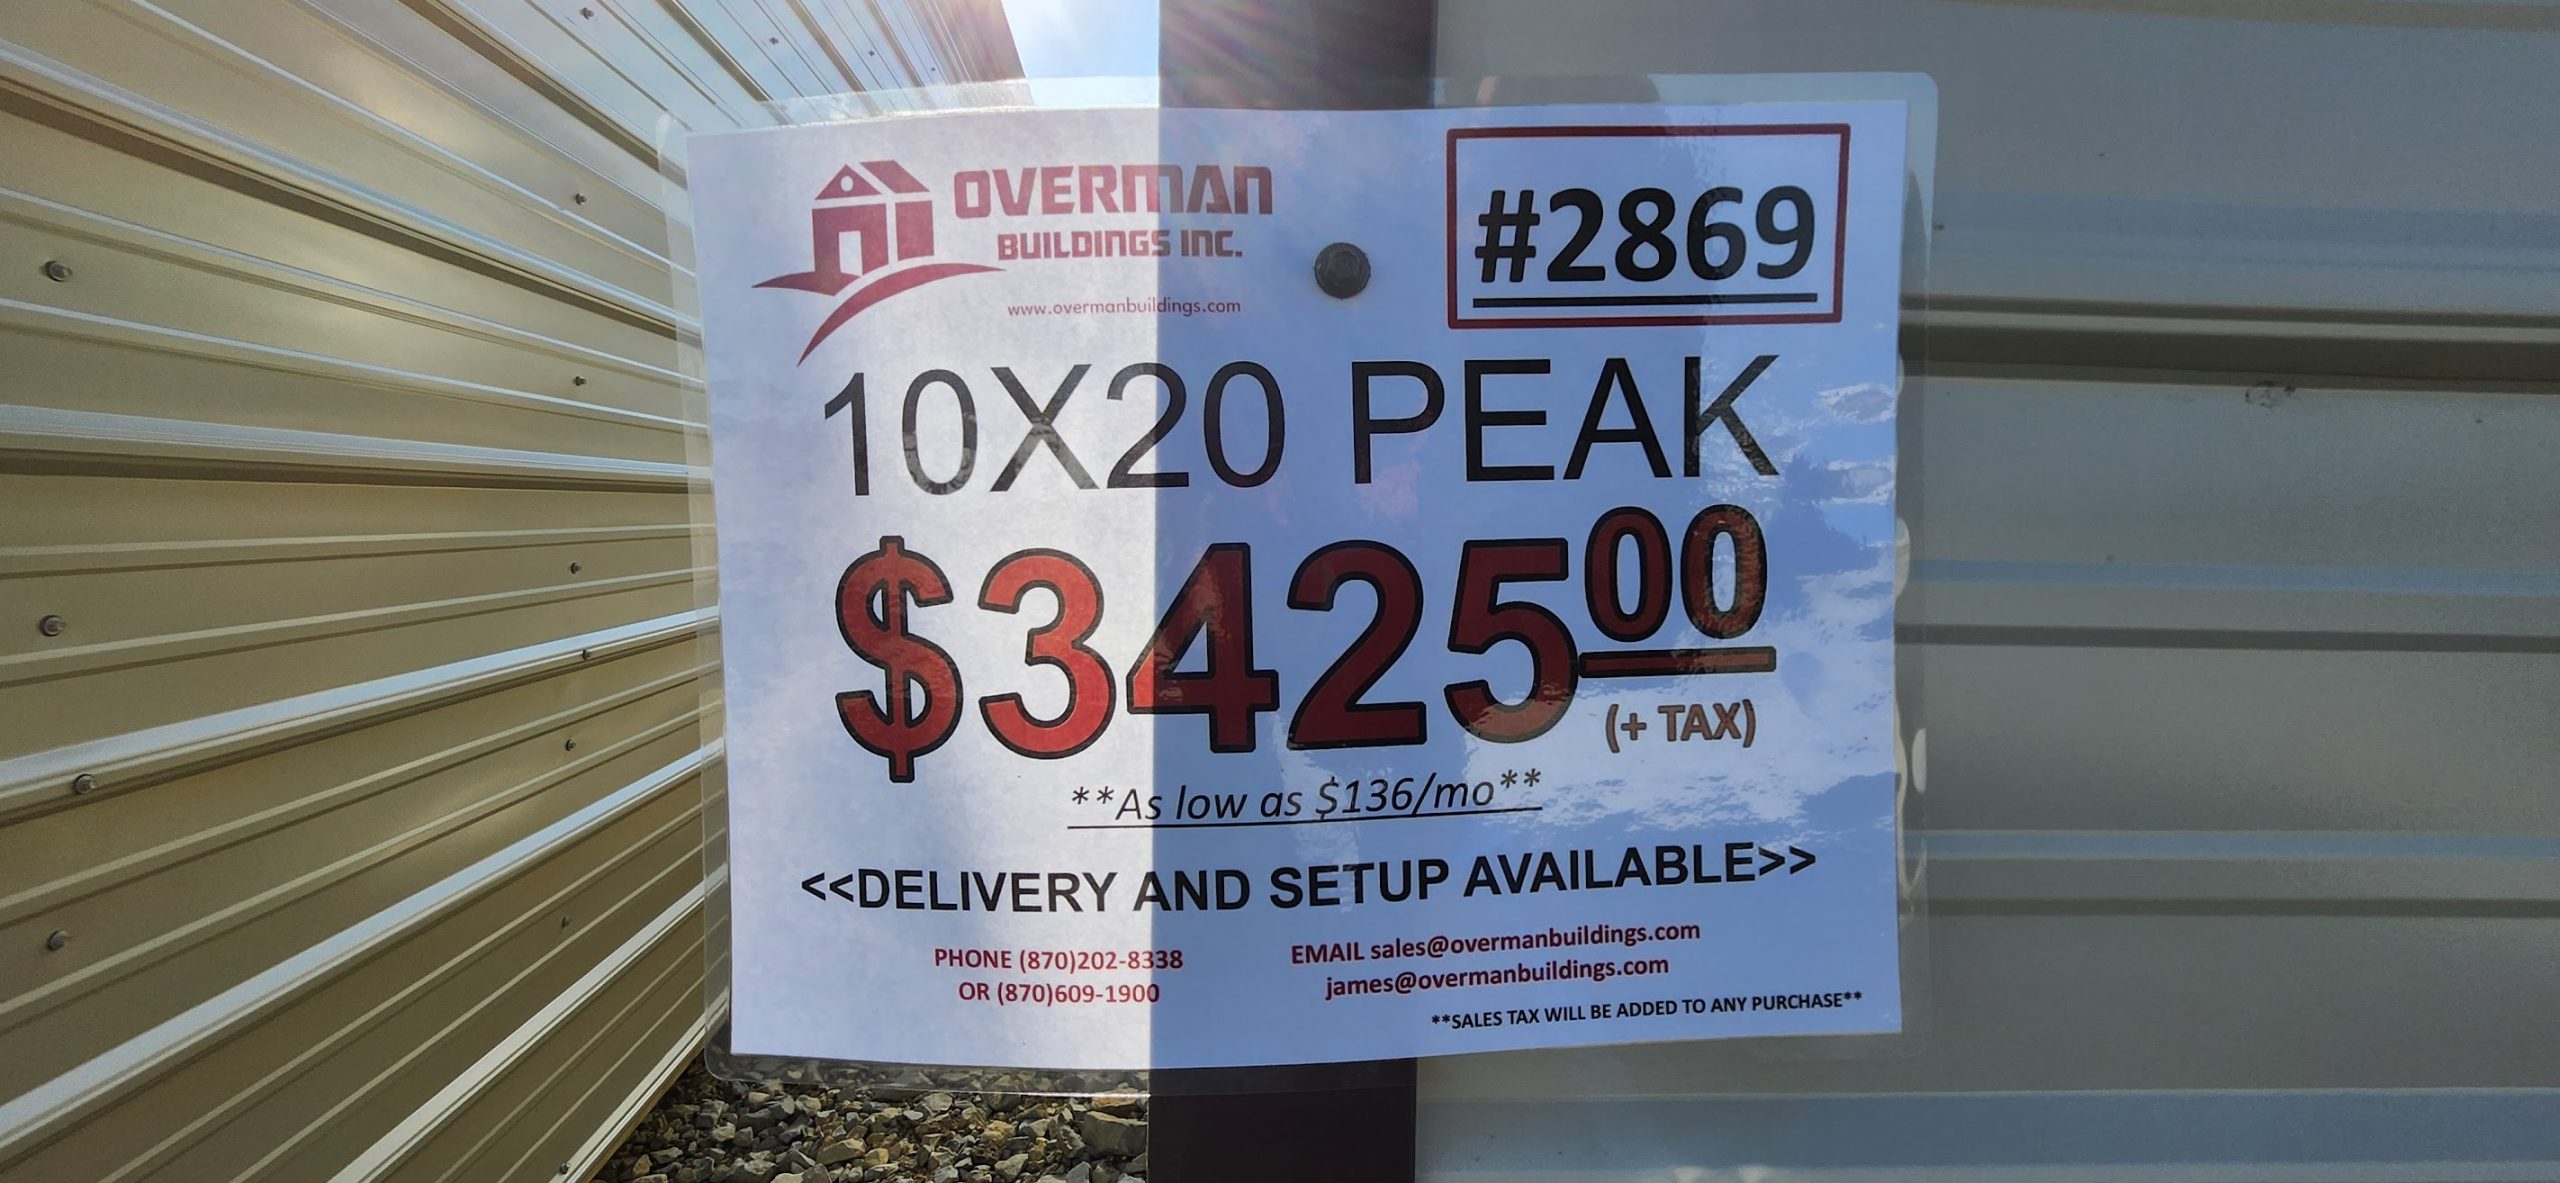 OVERMAN
BUILDINGS INC.
www.overmanbuildings.com
#2869
10X20 PEAK
$342500
(+ TAX)
**As low as $136/mo**
<<DELIVERY AND SETUP AVAILABLE>>
PHONE (870)202-8338
OR (870)609-1900
EMAIL sales@overmanbuildings.com
james@overmanbuildings.com
**SALES TAX WILL BE ADDED TO ANY PURCHASE**